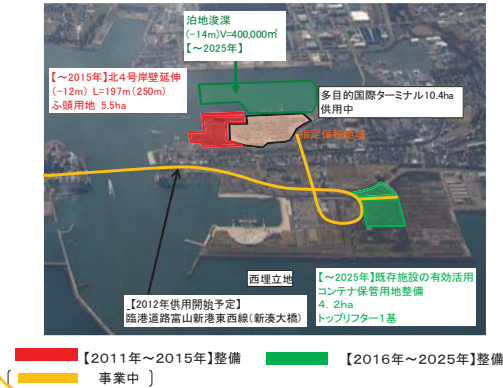 泊地浚渫
(-14m)V=400,000㎥
【~2025年】
【~2015年】北4号岸壁延伸
(-12m) L=197m(250m)
ふ頭用地 5.5ha
多目的国際ターミナル10.4ha
供用中
指定保税地域
西埋立地
【~2025年】既存施設の有効活用
コンテナ保管用地整備
4.2ha
トップリフター1基
【2012年供用開始予定】
臨港道路富山新港東西線(新湊大橋)
【2011年~2015年】整備
【2016年~2025年】整備
( 事業中 )